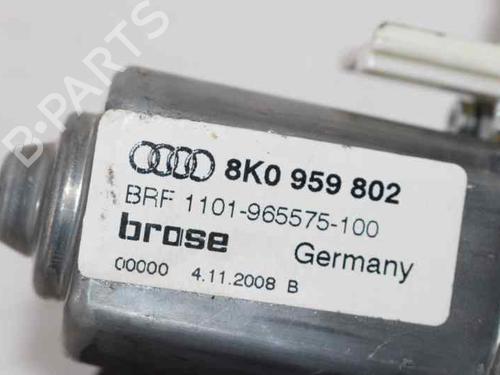 8K0 959 802
BRF 1101-965575-100
brose Germany
00000 4.11.2008 B
B-PARTS